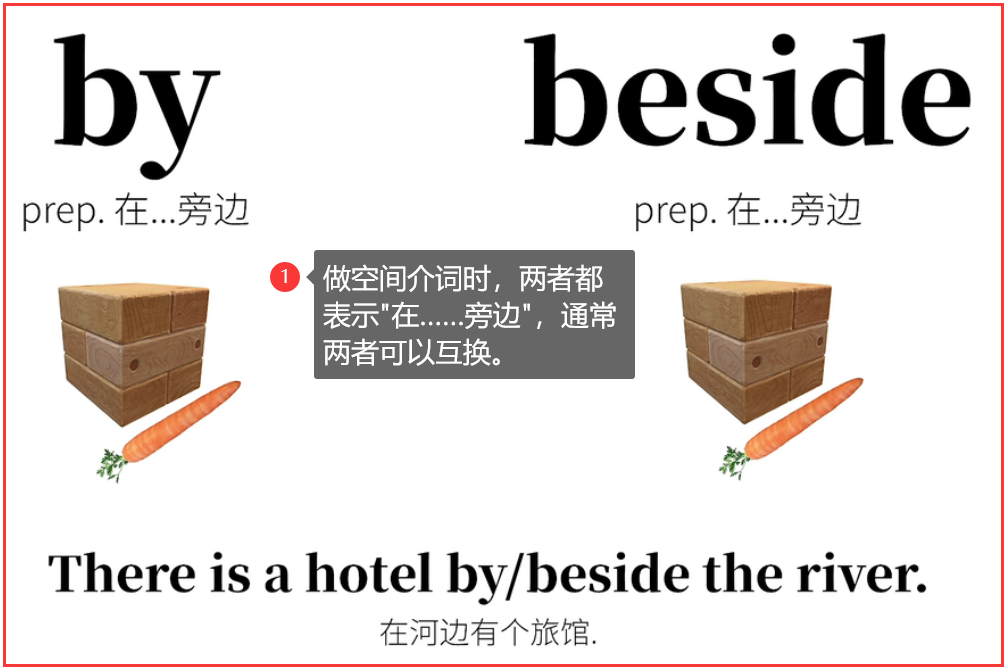 by
beside
prep. 在...旁边
prep. 在...旁边
1
做空间介词时，两者都
表示"在......旁边"，通常
两者可以互换。
There is a hotel by/beside the river.
在河边有个旅馆.